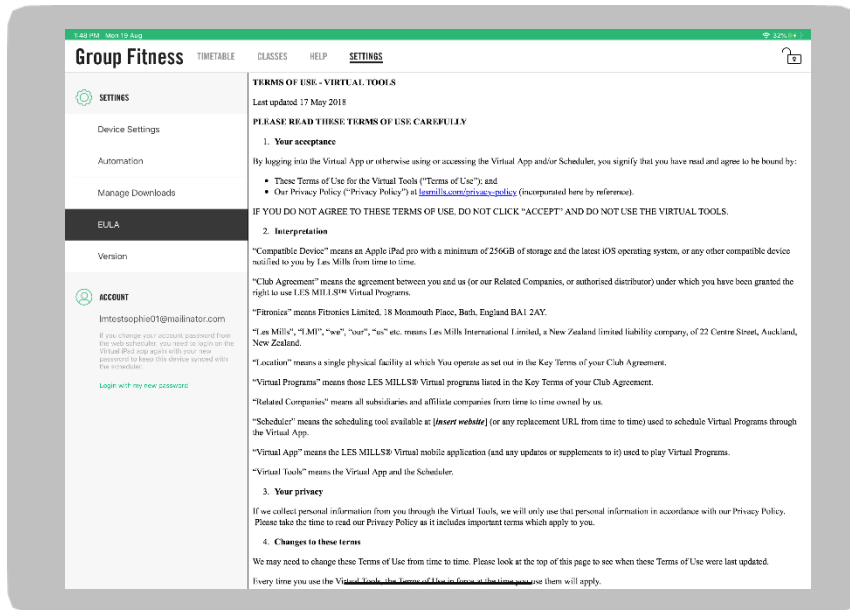 1:48 PM Mon 19 Aug
32%
Group Fitness TIMETABLE CLASSES HELP SETTINGS
SETTINGS
Device Settings
Automation
Manage Downloads
EULA
Version
ACCOUNT
lmtestsophie01@mailinator.com
If you change your account password from
the web scheduler, you need to login on the
Virtual iPad app again with your new
password to keep this device synced with
the scheduler.
Login with my new password
TERMS OF USE - VIRTUAL TOOLS
Last updated 17 May 2018
PLEASE READ THESE TERMS OF USE CAREFULLY
1. Your acceptance
By logging into the Virtual App or otherwise using or accessing the Virtual App and/or Scheduler, you signify that you have read and agree to be bound by:
• These Terms of Use for the Virtual Tools ("Terms of Use"); and
• Our Privacy Policy ("Privacy Policy") at lesmills.com/privacy-policy (incorporated here by reference).
IF YOU DO NOT AGREE TO THESE TERMS OF USE, DO NOT CLICK "ACCEPT" AND DO NOT USE THE VIRTUAL TOOLS.
2. Interpretation
"Compatible Device" means an Apple iPad pro with a minimum of 256GB of storage and the latest iOS operating system, or any other compatible device
notified to you by Les Mills from time to time.
"Club Agreement" means the agreement between you and us (or our Related Companies, or authorised distributor) under which you have been granted the
right to use LES MILLS™ Virtual Programs.
"Fitronics" means Fitronics Limited, 18 Monmouth Place, Bath, England BA1 2AY.
"Les Mills", "LMI", "we", "our", "us" etc. means Les Mills International Limited, a New Zealand limited liability company, of 22 Centre Street, Auckland,
New Zealand.
"Location" means a single physical facility at which You operate as set out in the Key Terms of your Club Agreement.
"Virtual Programs" means those LES MILLS® Virtual programs listed in the Key Terms of your Club Agreement.
"Related Companies" means all subsidiaries and affiliate companies from time to time owned by us.
"Scheduler" means the scheduling tool available at [insert website] (or any replacement URL from time to time) used to schedule Virtual Programs through
the Virtual App.
"Virtual App" means the LES MILLS® Virtual mobile application (and any updates or supplements to it) used to play Virtual Programs.
"Virtual Tools" means the Virtual App and the Scheduler.
3. Your privacy
If we collect personal information from you through the Virtual Tools, we will only use that personal information in accordance with our Privacy Policy.
Please take the time to read our Privacy Policy as it includes important terms which apply to you.
4. Changes to these terms
We may need to change these Terms of Use from time to time. Please look at the top of this page to see when these Terms of Use were last updated.
Every time you use the Virtual Tools, the Terms of Use in force at the time you use them will apply.